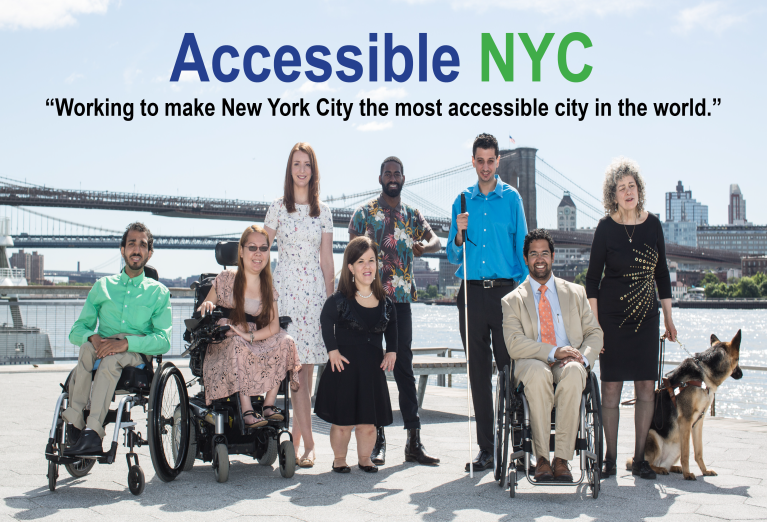 Accessible NYC
“Working to make New York City the most accessible city in the world.”